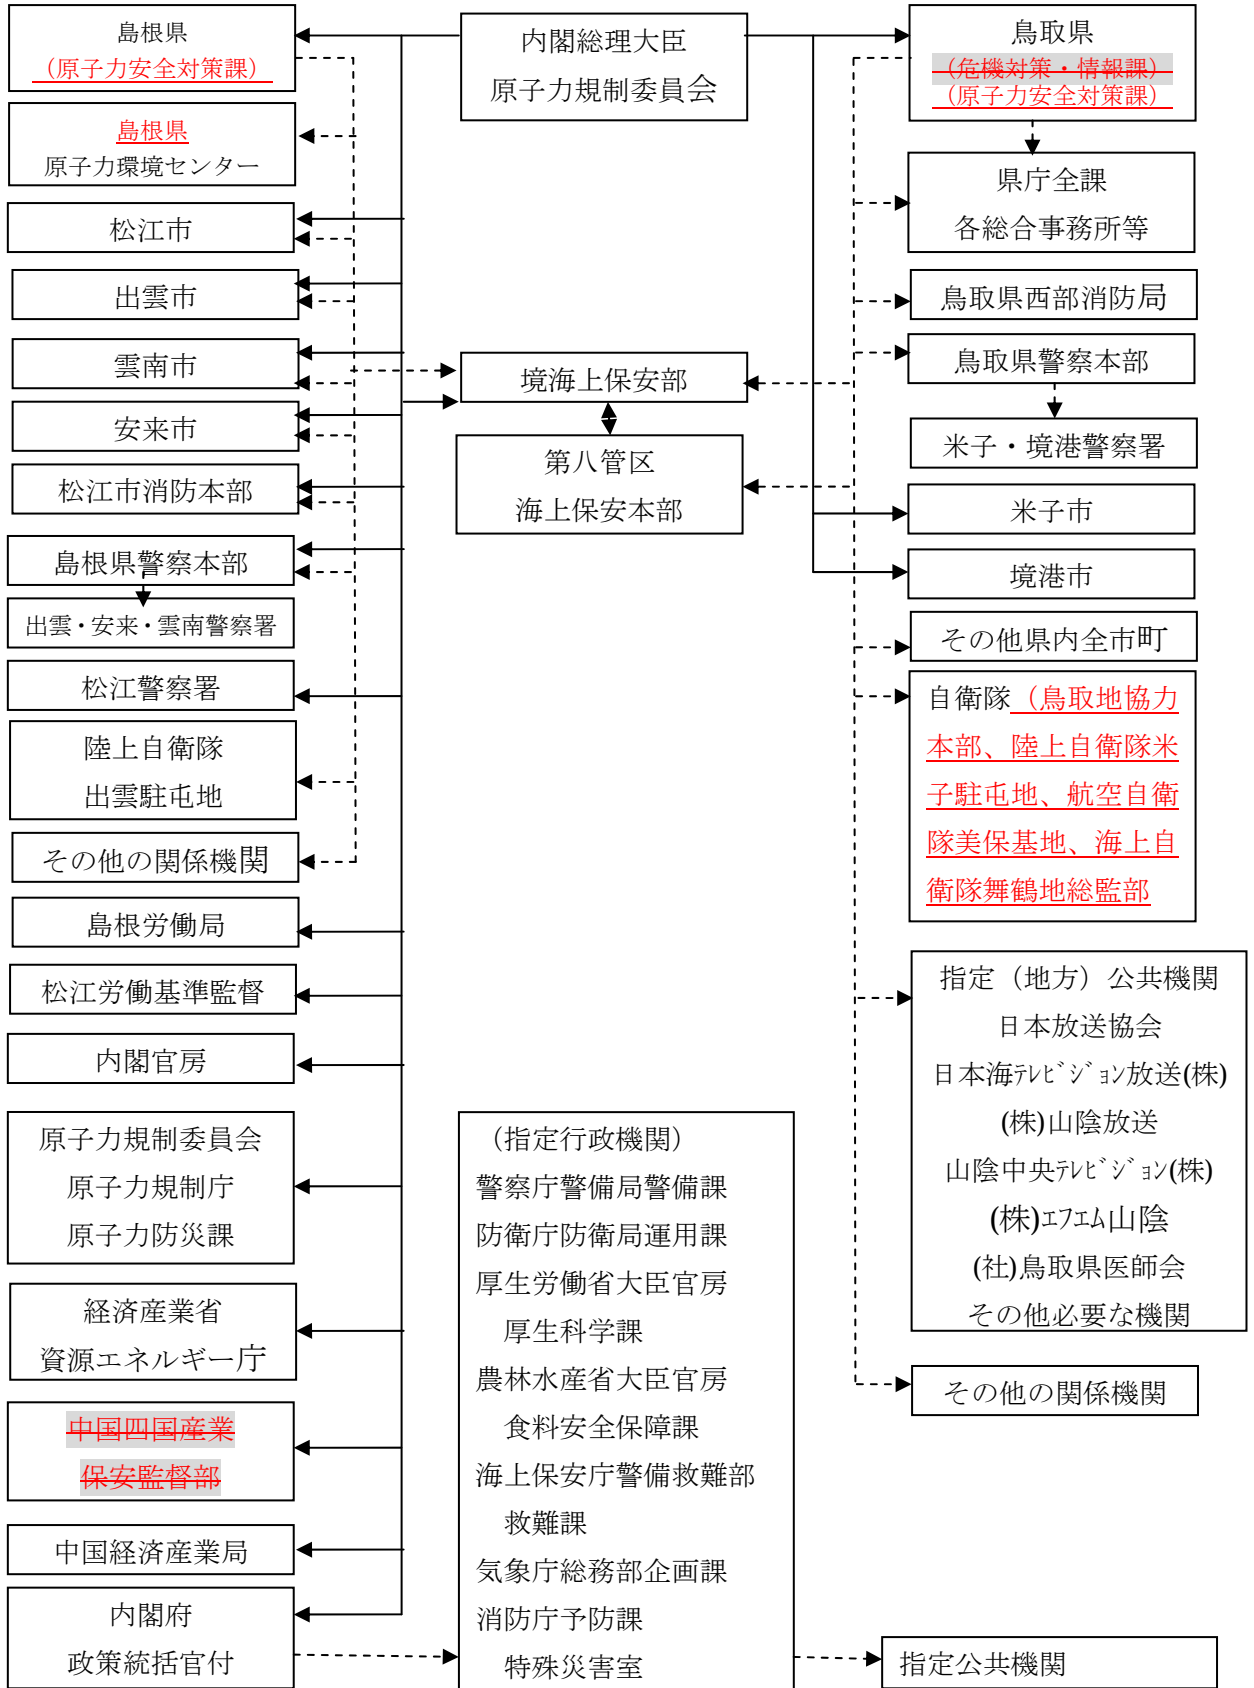 島根県
（原子力安全対策課）
島根県
原子力環境センター
松江市
出雲市
雲南市
安来市
松江市消防本部
島根県警察本部
出雲・安来・雲南警察署
松江警察署
陸上自衛隊
出雲駐屯地
その他の関係機関
島根労働局
松江労働基準監督
内閣官房
原子力規制委員会
原子力規制庁
原子力防災課
経済産業省
資源エネルギー庁
中国四国産業
保安監督部
中国経済産業局
内閣府
政策統括官付
内閣総理大臣
原子力規制委員会
境海上保安部
第八管区
海上保安本部
（指定行政機関）
警察庁警備局警備課
防衛庁防衛局運用課
厚生労働省大臣官房
厚生科学課
農林水産省大臣官房
食料安全保障課
海上保安庁警備救難部
救難課
気象庁総務部企画課
消防庁予防課
特殊災害室
鳥取県
（危機対策・情報課）
（原子力安全対策課）
県庁全課
各総合事務所等
鳥取県西部消防局
鳥取県警察本部
米子・境港警察署
米子市
境港市
その他県内全市町
自衛隊（鳥取地協力
本部、陸上自衛隊米
子駐屯地、航空自衛
隊美保基地、海上自
衛隊舞鶴地総監部
指定（地方）公共機関
日本放送協会
日本海ﾃﾚﾋﾞｼﾞｮﾝ放送(株)
(株)山陰放送
山陰中央ﾃﾚﾋﾞｼﾞｮﾝ(株)
(株)ｴﾌｴﾑ山陰
(社)鳥取県医師会
その他必要な機関
その他の関係機関
指定公共機関